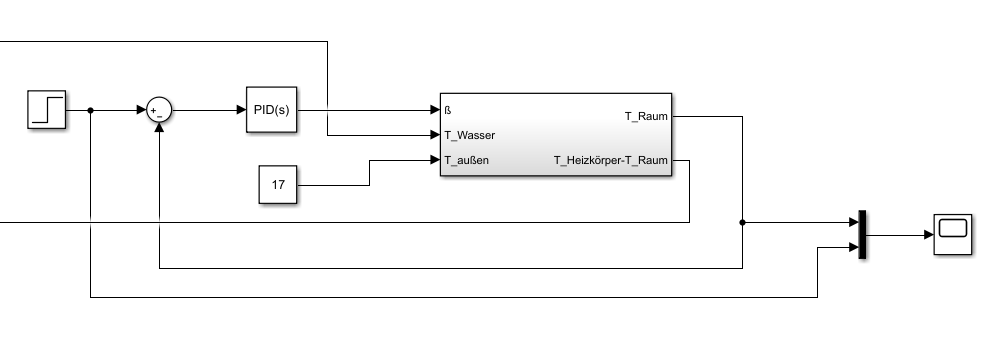 +
−
PID(s)
ß
T_Wasser
T_außen
T_Raum
T_Heizkörper-T_Raum
17